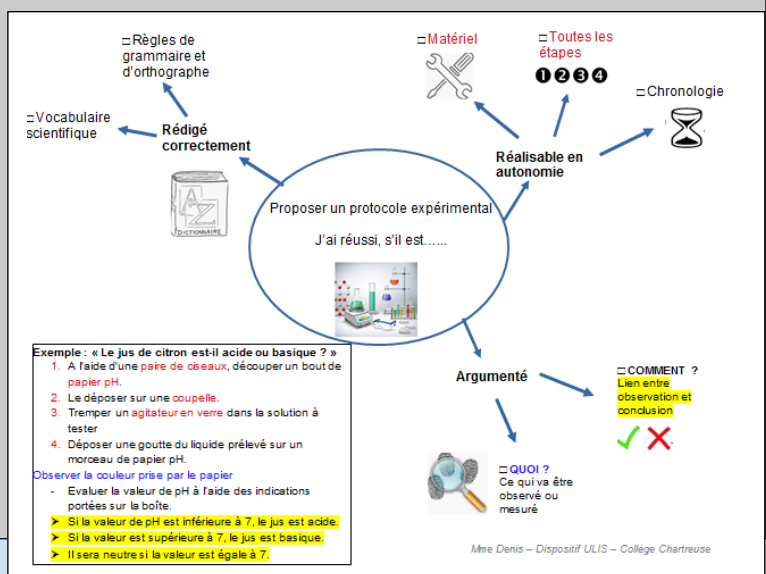 □ Règles de
grammaire et
d'orthographe
□ Vocabulaire
scientifique
Rédigé
correctement
DICTIONNAIRE
□ Matériel
□ Toutes les
étapes
❶❷❸❹
□ Chronologie
Réalisable en
autonomie
Proposer un protocole expérimental
J'ai réussi, s'il est…...
Argumenté
□ COMMENT ?
Lien entre
observation et
conclusion
□ QUOI ?
Ce qui va être
observé ou
mesuré
Exemple : « Le jus de citron est-il acide ou basique ? »
1. A l'aide d'une paire de ciseaux, découper un bout de
papier pH.
2. Le déposer sur une coupelle.
3. Tremper un agitateur en verre dans la solution à
tester
4. Déposer une goutte du liquide prélevé sur un
morceau de papier pH.
Observer la couleur prise par le papier
- Evaluer la valeur de pH à l'aide des indications
portées sur la boîte.
➢ Si la valeur de pH est inférieure à 7, le jus est acide.
➢ Si la valeur est supérieure à 7, le jus est basique.
➢ Il sera neutre si la valeur est égale à 7.
Mme Denis – Dispositif ULIS – Collège Chartreuse